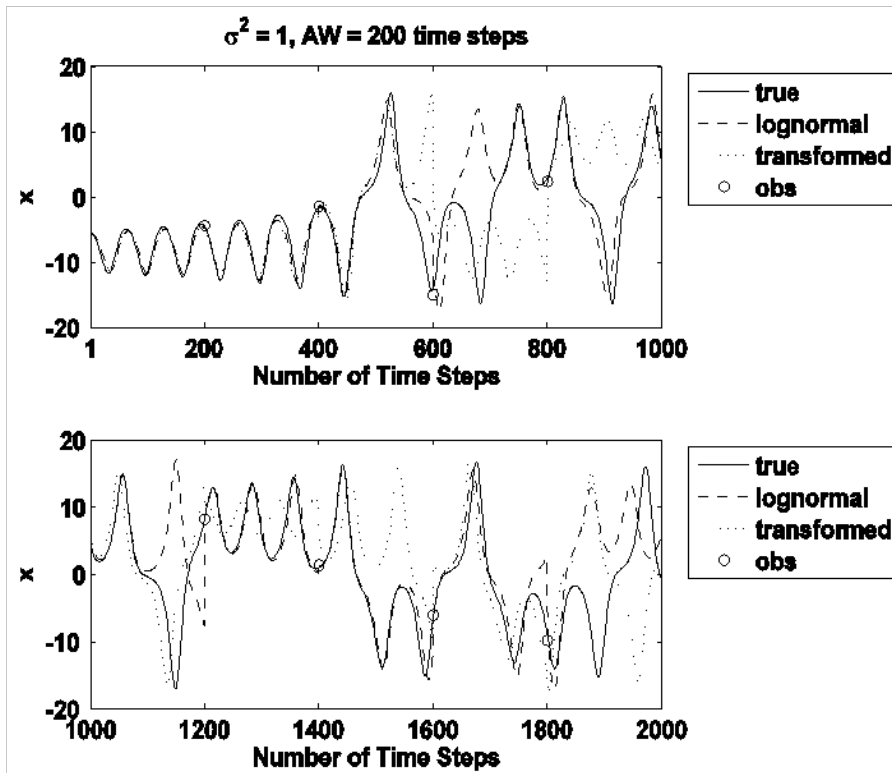 σ² = 1, AW = 200 time steps
20
10
0
-10
-20
x
1 200 400 600 800 1000
Number of Time Steps
true
lognormal
transformed
obs
20
10
0
-10
-20
x
1000 1200 1400 1600 1800 2000
Number of Time Steps
true
lognormal
transformed
obs